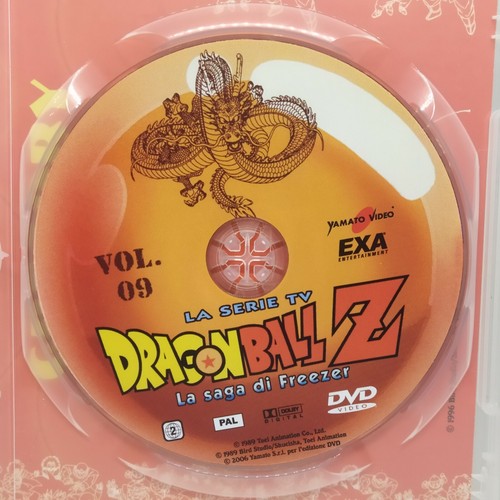 VOL.
09
YAMATO VIDEO
EXA
ENTERTAINMENT
LA SERIE TV
DRAGON BALL Z
La saga di Freezer
2
PAL
DOLBY
DIGITAL
DVD
VIDEO
© 1989 Toei Animation Co., Ltd.
© 1989 Bird Studio/Shueisha, Toei Animation
© 2006 Yamato S.r.l. per l'edizione DVD
© 1996